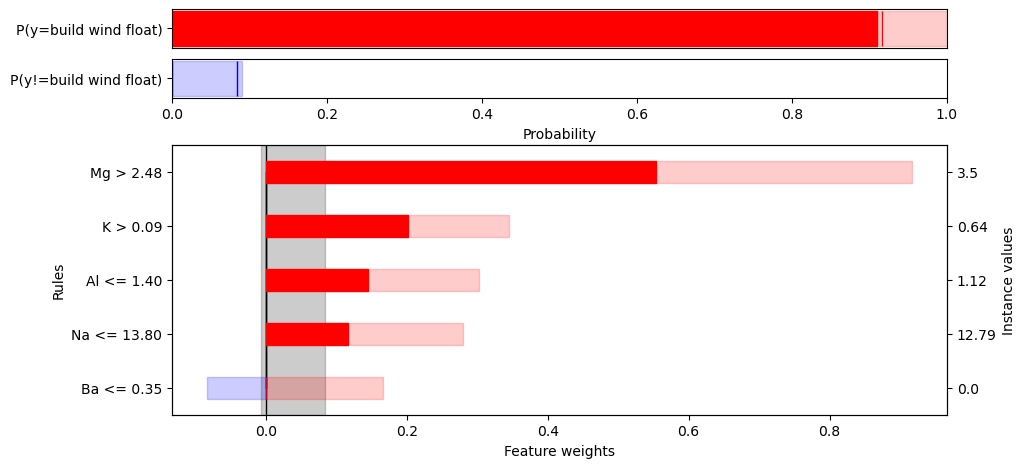 P(y=build wind float)
P(y!=build wind float)
0.0 0.2 0.4 0.6 0.8 1.0
Probability
Mg > 2.48 3.5
K > 0.09 0.64
Al <= 1.40 1.12
Na <= 13.80 12.79
Ba <= 0.35 0.0
Rules
Instance values
0.0 0.2 0.4 0.6 0.8
Feature weights